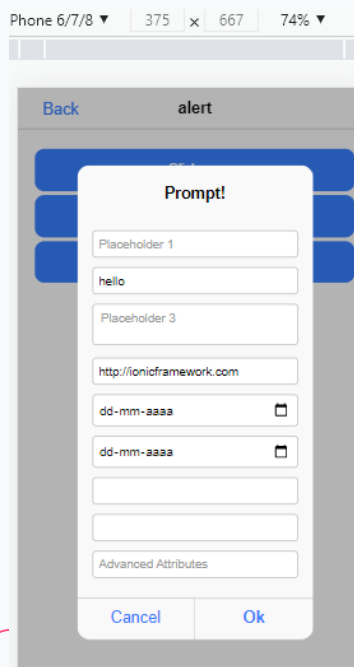 Phone 6/7/8 ▼ 375 x 667 74% ▼
Back alert
Prompt!
Placeholder 1
hello
Placeholder 3
http://ionicframework.com
dd-mm-aaaa
dd-mm-aaaa
Advanced Attributes
Cancel Ok